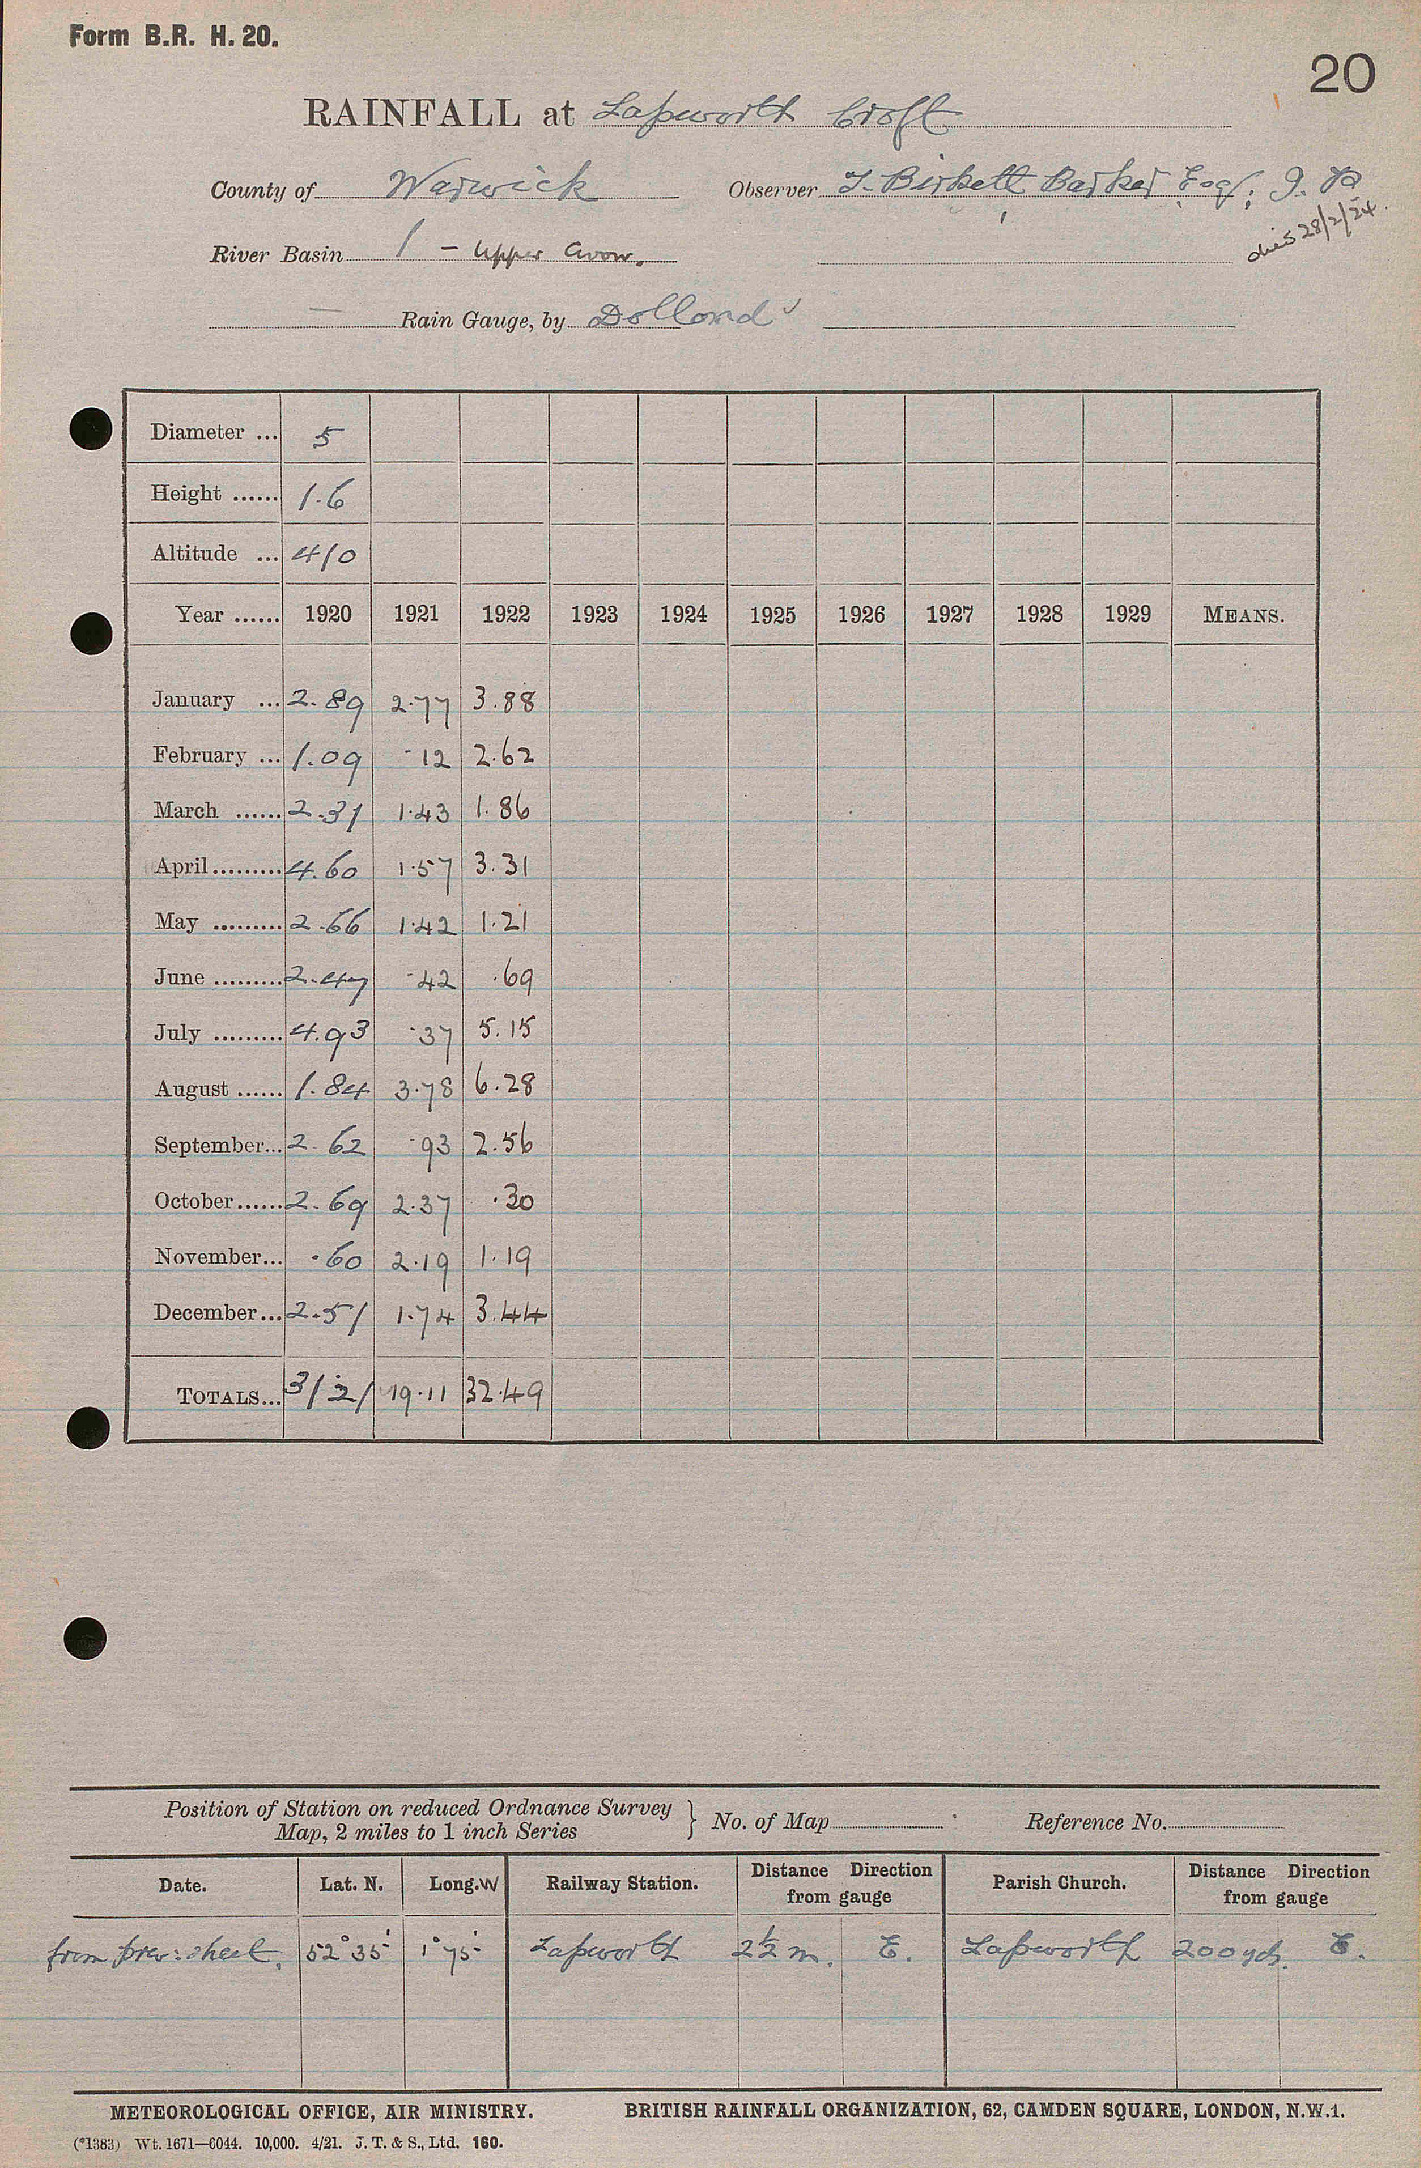 Form B.R. H. 20.
20
RAINFALL at Lapworth Croft
County of Warwick Observer T. Birkett Barker Esq. J. P.
died 28/2/24.
River Basin 1 - Upper Avon.
Rain Gauge, by Dollond
Diameter ... 5
Height ...... 1.6
Altitude ... 410
Year ...... 1920 1921 1922 1923 1924 1925 1926 1927 1928 1929 MEANS.
January ... 2.89 2.77 3.88
February ... 1.09 .12 2.62
March ...... 2.31 1.43 1.86
April ......... 4.60 1.57 3.31
May ......... 2.66 1.42 1.21
June ......... 2.47 .42 .69
July ......... 4.93 .37 5.15
August ...... 1.84 3.78 6.28
September... 2.62 .93 2.56
October...... 2.69 2.37 .30
November... .60 2.19 1.19
December... 2.51 1.74 3.44
TOTALS... 31.21 19.11 32.49
Position of Station on reduced Ordnance Survey
Map, 2 miles to 1 inch Series } No. of Map Reference No.
Date. Lat. N. Long. W Railway Station. Distance Direction from gauge Parish Church. Distance Direction from gauge
from prev: sheet. 52° 35' 1° 75' Lapworth 2½ m. E. Lapworth 200 yds. E.
METEOROLOGICAL OFFICE, AIR MINISTRY. BRITISH RAINFALL ORGANIZATION, 62, CAMDEN SQUARE, LONDON, N.W.1.
(*1383) Wt. 1671—6044. 10,000. 4/21. J. T. & S., Ltd. 160.